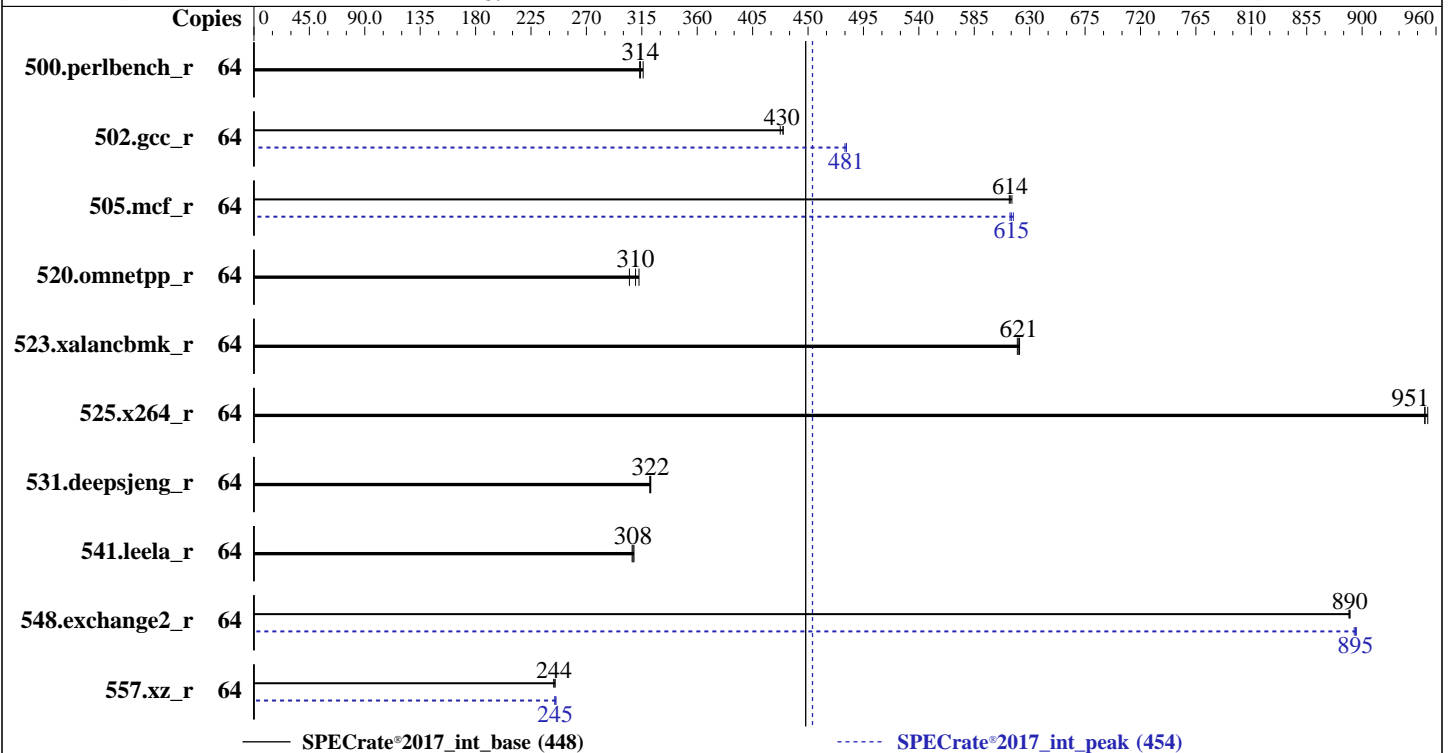 Copies 0 45.0 90.0 135 180 225 270 315 360 405 450 495 540 585 630 675 720 765 810 855 900 960
500.perlbench_r 64 314
502.gcc_r 64 430
481
505.mcf_r 64 614
615
520.omnetpp_r 64 310
523.xalancbmk_r 64 621
525.x264_r 64 951
531.deepsjeng_r 64 322
541.leela_r 64 308
548.exchange2_r 64 890
895
557.xz_r 64 244
245
SPECrate®2017_int_base (448) SPECrate®2017_int_peak (454)